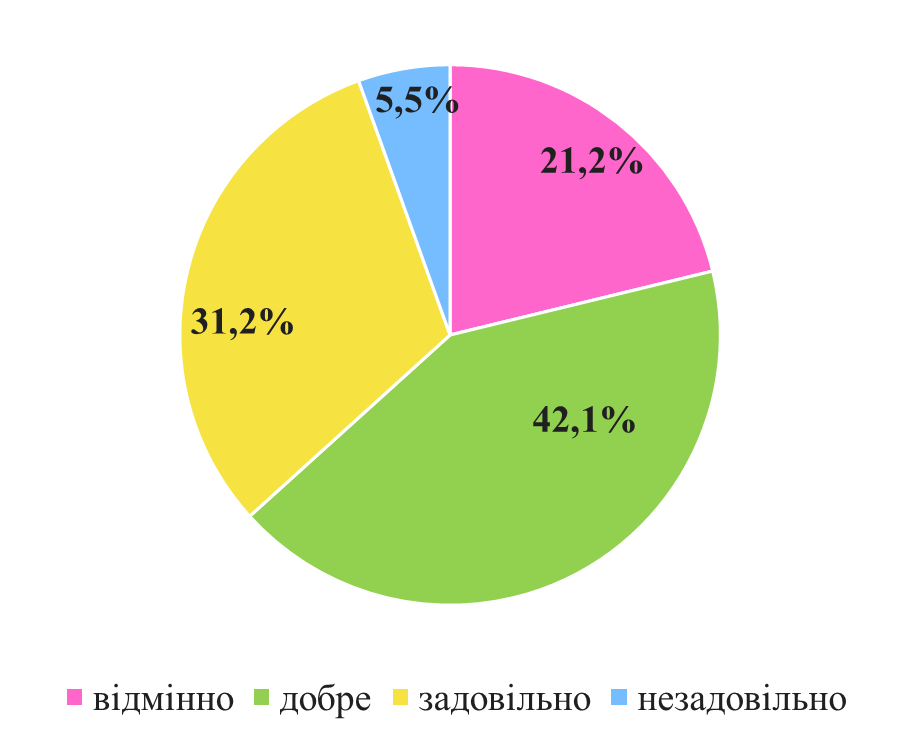 5,5%
21,2%
31,2%
42,1%
відмінно добре задовільно незадовільно